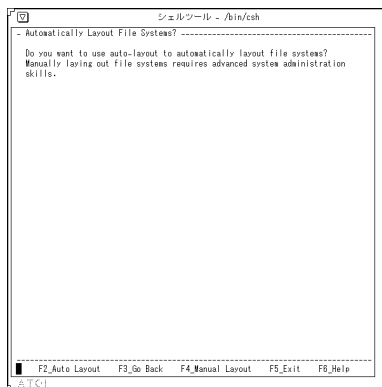 シェルツール - /bin/csh
- Automatically Layout File Systems? ----------------------------------------
Do you want to use auto-layout to automatically layout file systems?
Manually laying out file systems requires advanced system administration
skills.
F2_Auto Layout F3_Go Back F4_Manual Layout F5_Exit F6_Help